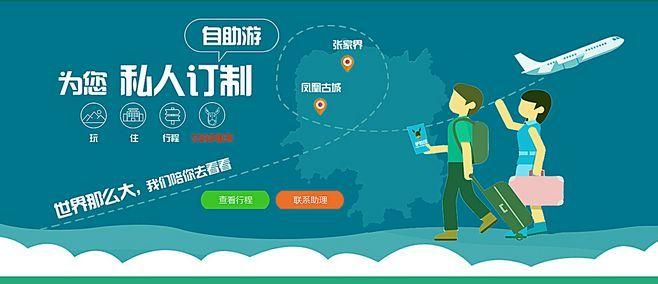 自助游
为您 私人订制
玩 住 行程
世界那么大，我们陪你去看看
张家界
凤凰古城
查看行程 联系助理